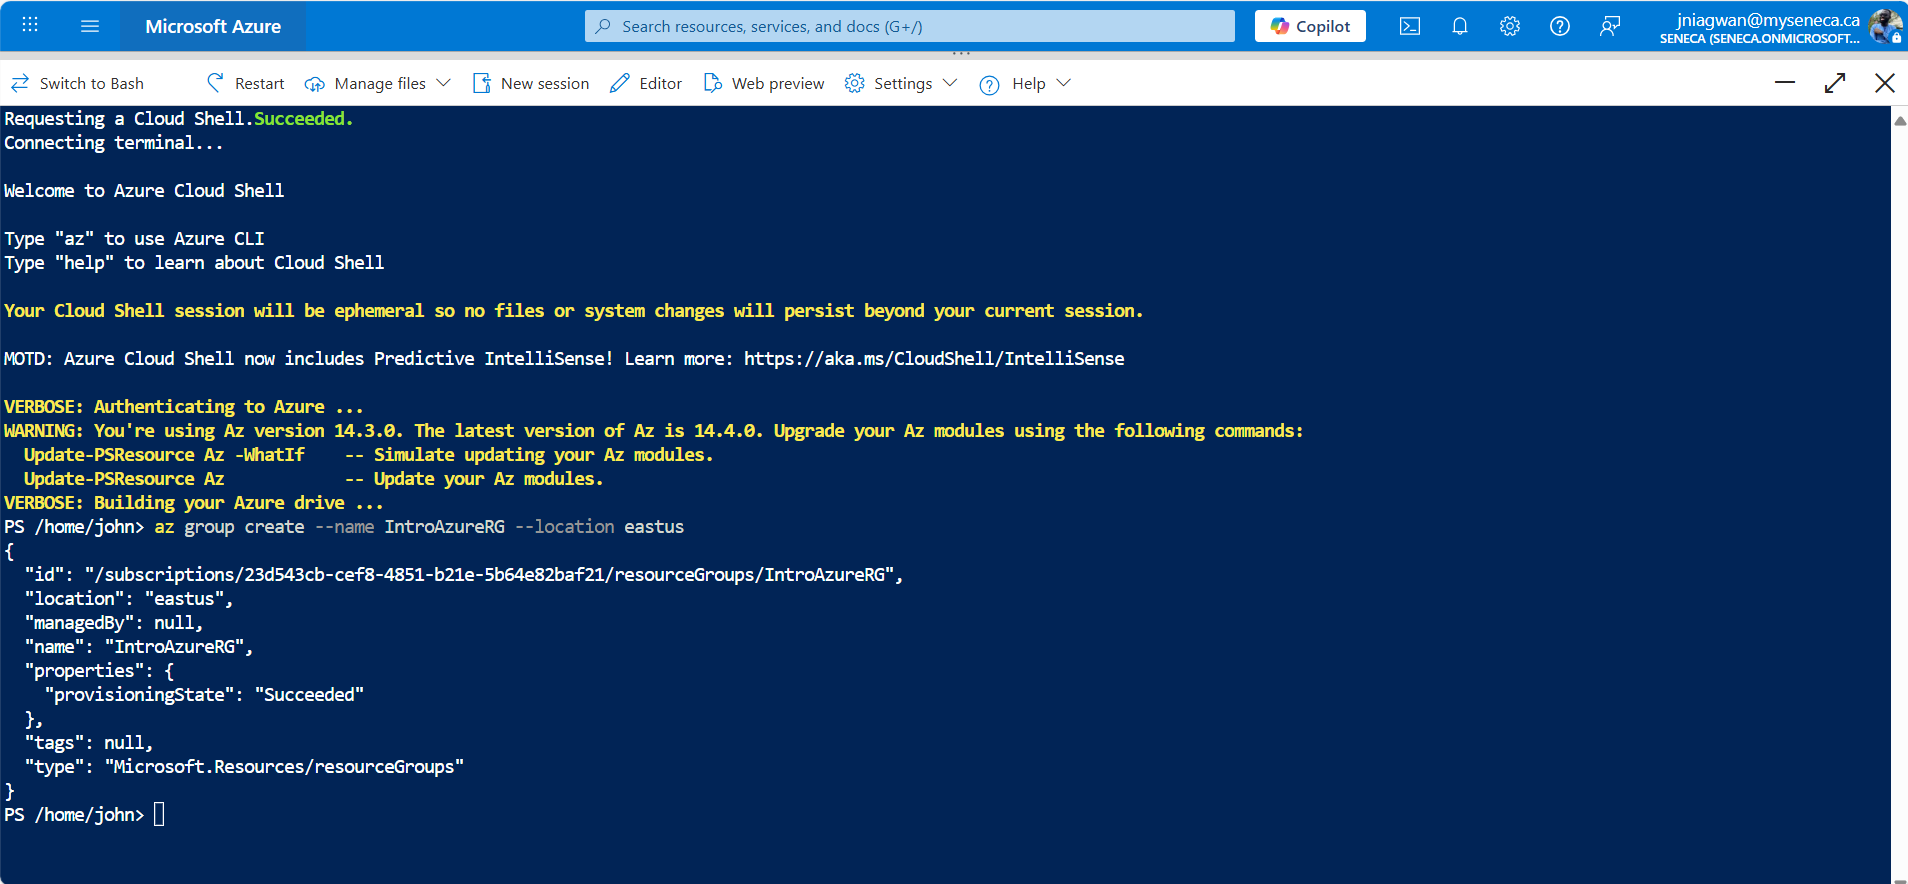 Microsoft Azure
Search resources, services, and docs (G+/)
Copilot
jniagwan@myseneca.ca
SENECA (SENECA.ONMICROSOFT....
Switch to Bash
Restart
Manage files
New session
Editor
Web preview
Settings
Help
Requesting a Cloud Shell.Succeeded.
Connecting terminal...
Welcome to Azure Cloud Shell
Type "az" to use Azure CLI
Type "help" to learn about Cloud Shell
Your Cloud Shell session will be ephemeral so no files or system changes will persist beyond your current session.
MOTD: Azure Cloud Shell now includes Predictive IntelliSense! Learn more: https://aka.ms/CloudShell/IntelliSense
VERBOSE: Authenticating to Azure ...
WARNING: You're using Az version 14.3.0. The latest version of Az is 14.4.0. Upgrade your Az modules using the following commands:
  Update-PSResource Az -WhatIf    -- Simulate updating your Az modules.
  Update-PSResource Az            -- Update your Az modules.
VERBOSE: Building your Azure drive ...
PS /home/john> az group create --name IntroAzureRG --location eastus
{
  "id": "/subscriptions/23d543cb-cef8-4851-b21e-5b64e82baf21/resourceGroups/IntroAzureRG",
  "location": "eastus",
  "managedBy": null,
  "name": "IntroAzureRG",
  "properties": {
    "provisioningState": "Succeeded"
  },
  "tags": null,
  "type": "Microsoft.Resources/resourceGroups"
}
PS /home/john>